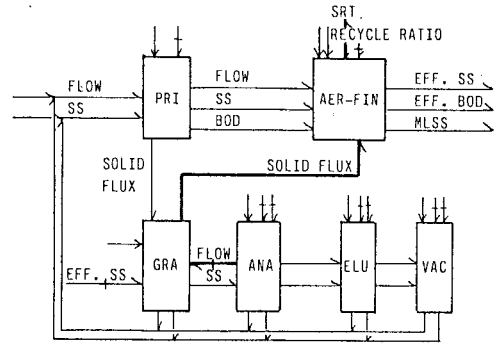 SRT.
RECYCLE RATIO
FLOW
SS
PRI
FLOW
SS
BOD
AER-FIN
EFF. SS
EFF. BOD
MLSS
SOLID
FLUX
SOLID FLUX
GRA
EFF. SS
FLOW
SS
ANA
ELU
VAC